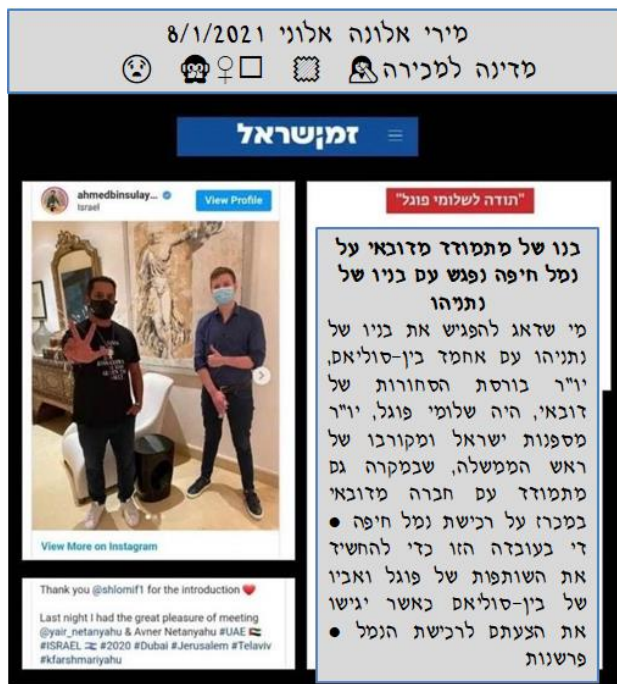 מירי אלונה אלוני 8/1/2021
מדינה למכירה
זמןישראל
ahmedbinsulay...
Israel
View Profile
View More on Instagram
Thank you @shlomif1 for the introduction ❤️
Last night I had the great pleasure of meeting
@yair_netanyahu & Avner Netanyahu #UAE 🇦🇪
#ISRAEL 🇮🇱 #2020 #Dubai #Jerusalem #Telaviv
#kfarshmariyahu
"תודה לשלומי פוגל"
בנו של מתמודד מדובאי על
נמל חיפה נפגש עם בניו של
נתניהו
מי שדאג להפגיש את בניו של
נתניהו עם אחמד בין-סוליאם,
יו"ר בורסת הסחורות של
דובאי, היה שלומי פוגל, יו"ר
מספנות ישראל ומקורבו של
ראש הממשלה, שבמקרה גם
מתמודד עם חברה מדובאי
במכרז על רכישת נמל חיפה ●
די בעובדה הזו כדי להחשיד
את השותפות של פוגל ואביו
של בין-סוליאם כאשר יגישו
את הצעתם לרכישת הנמל ●
פרשנות